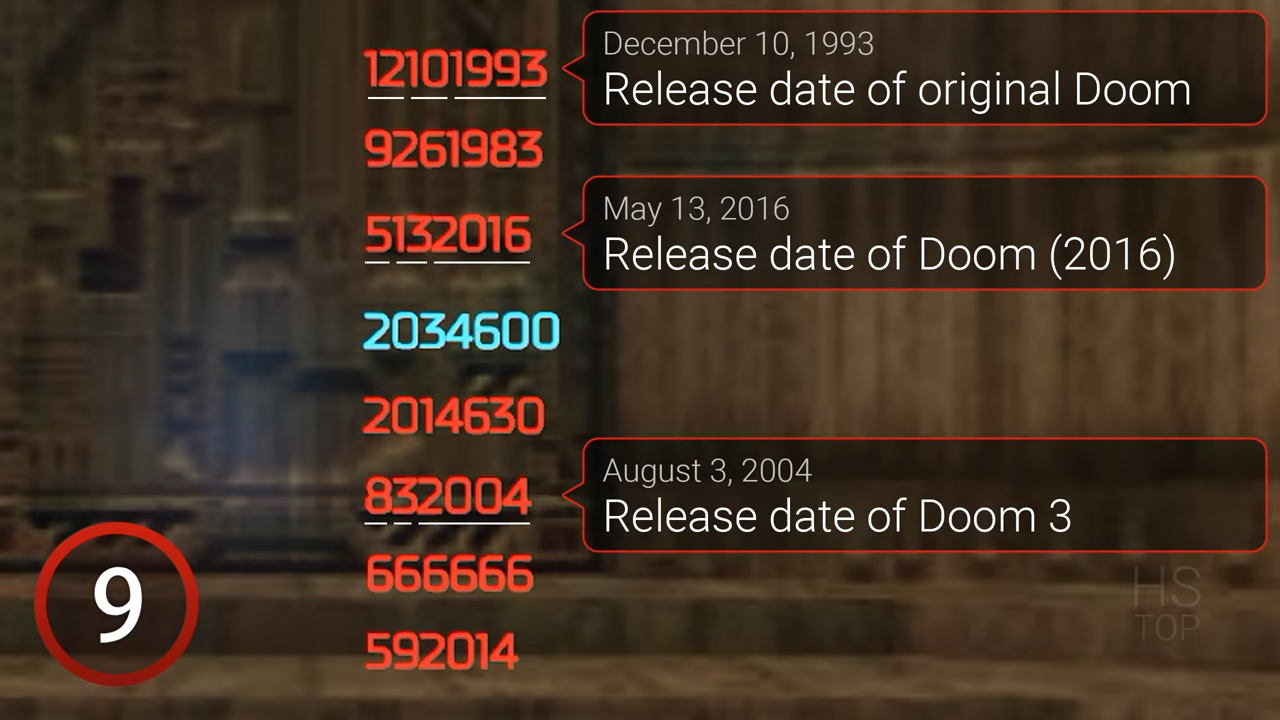 12101993
December 10, 1993
Release date of original Doom
9261983
5132016
May 13, 2016
Release date of Doom (2016)
2034600
2014630
832004
August 3, 2004
Release date of Doom 3
666666
592014
9
HS
TOP